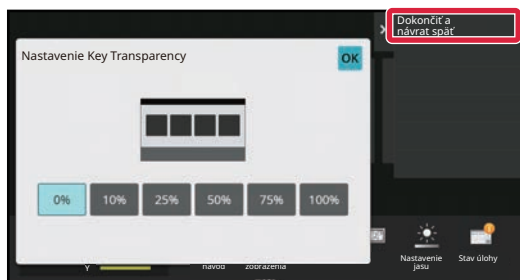 Dokončiť a
návrat späť
Nastavenie Key Transparency
OK
0%
10%
25%
50%
75%
100%
Y
návod
zobrazenia
Nastavenie
jasu
Stav úlohy